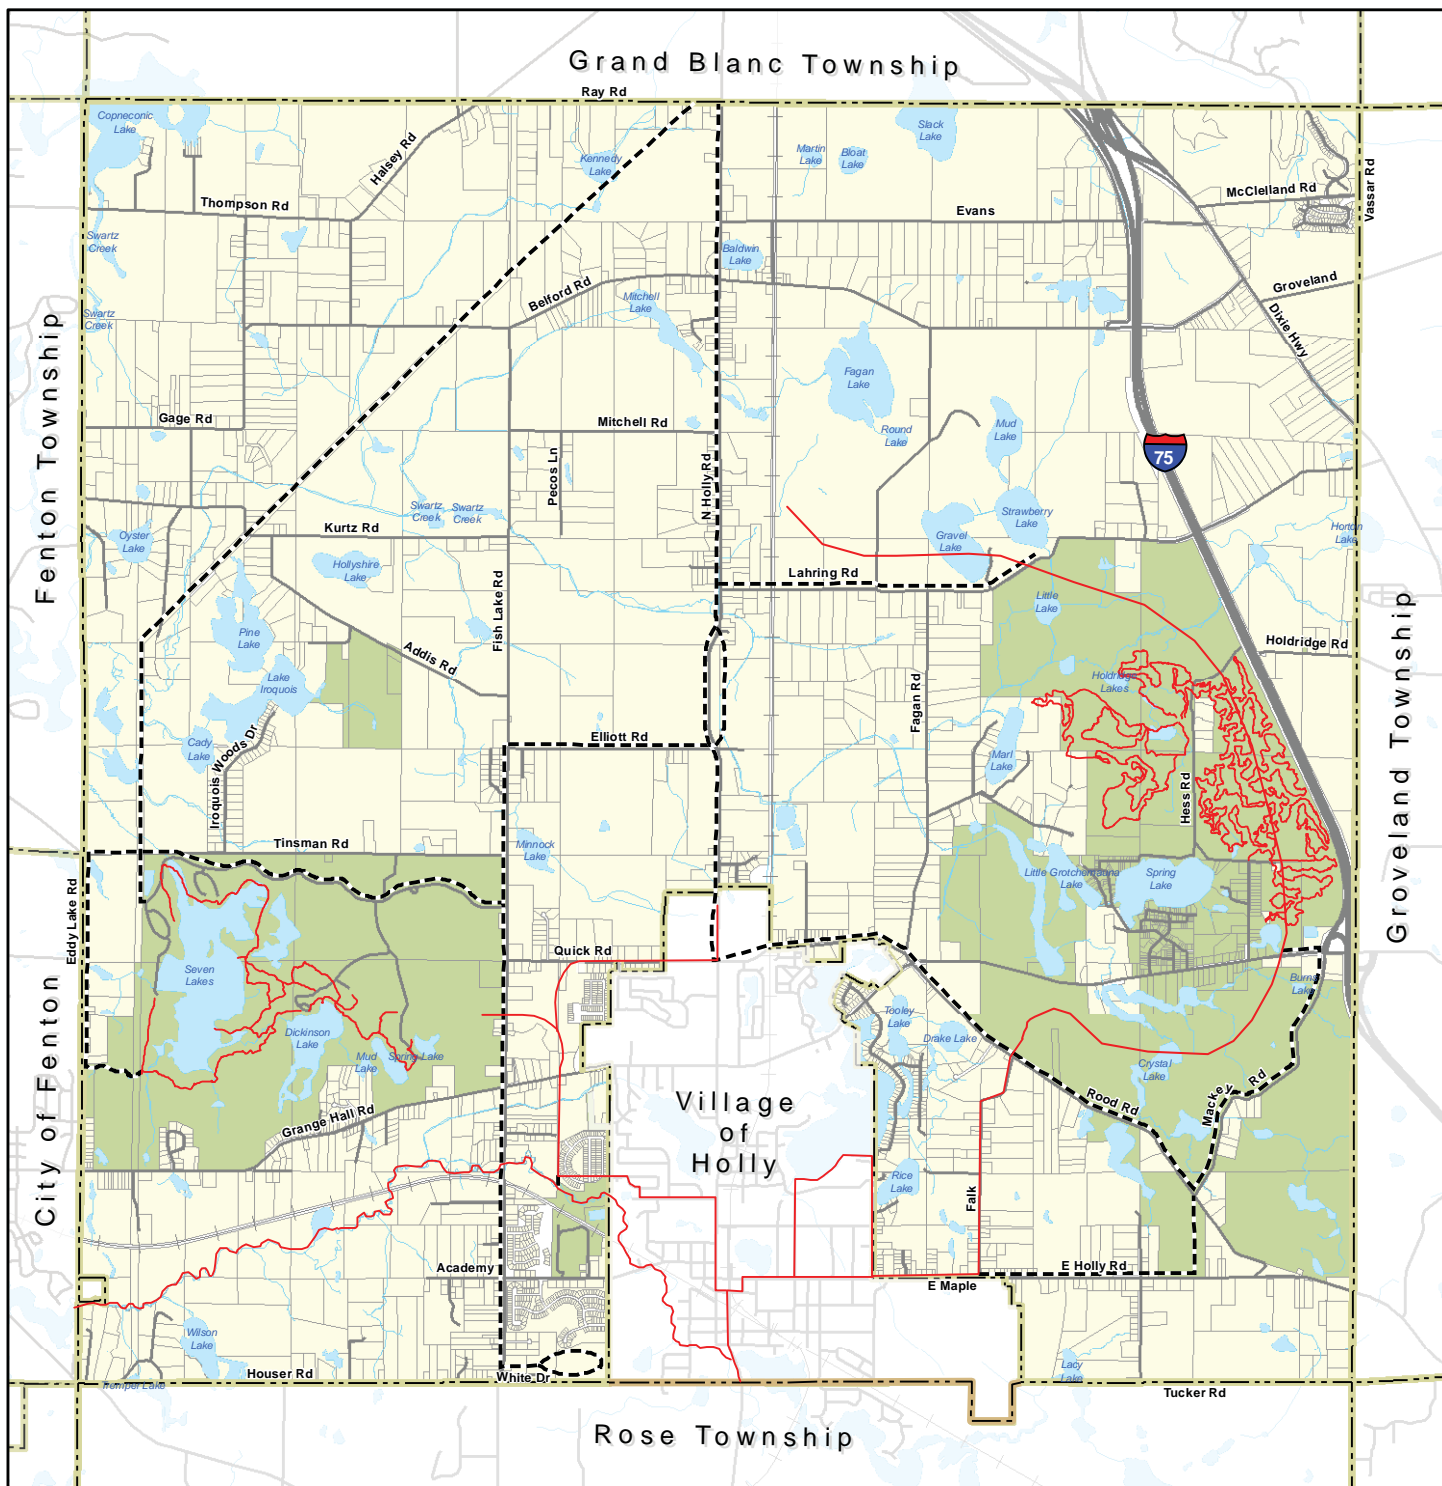 Grand Blanc Township
Ray Rd
Copneconic
Lake
Halsey Rd
Kennedy
Lake
Martin
Lake
Bloat
Lake
Slack
Lake
Vassar Rd
McClelland Rd
Thompson Rd
Evans
Swartz
Creek
Baldwin
Lake
Belford Rd
Mitchell
Lake
Groveland
Dixie Hwy
Swartz
Creek
Fenton Township
Fagan
Lake
Gage Rd
Mitchell Rd
Round
Lake
Mud
Lake
75
Pecos Ln
N Holly Rd
Swartz
Creek
Swartz
Creek
Strawberry
Lake
Kurtz Rd
Oyster
Lake
Gravel
Lake
Horton
Lake
Hollyshire
Lake
Lahring Rd
Fish Lake Rd
Little
Lake
Groveland Township
Pine
Lake
Addis Rd
Holdridge Rd
Lake
Iroquois
Holdridge
Lakes
Fagan Rd
Elliott Rd
Cady
Lake
Iroquois Woods Dr
Marl
Lake
Hess Rd
Tinsman Rd
Minnock
Lake
Little Grotchemauna
Lake
Spring
Lake
Eddy Lake Rd
Quick Rd
Seven
Lakes
Burns
Lake
City of Fenton
Dickinson
Lake
Tooley
Lake
Drake Lake
Mud
Lake
Spring Lake
Crystal
Lake
Village
of
Holly
Rood Rd
Mackey Rd
Grange Hall Rd
Rice
Lake
Falk
Academy
E Holly Rd
E Maple
Wilson
Lake
Houser Rd
White Dr
Lacy
Lake
Tremper Lake
Tucker Rd
Rose Township